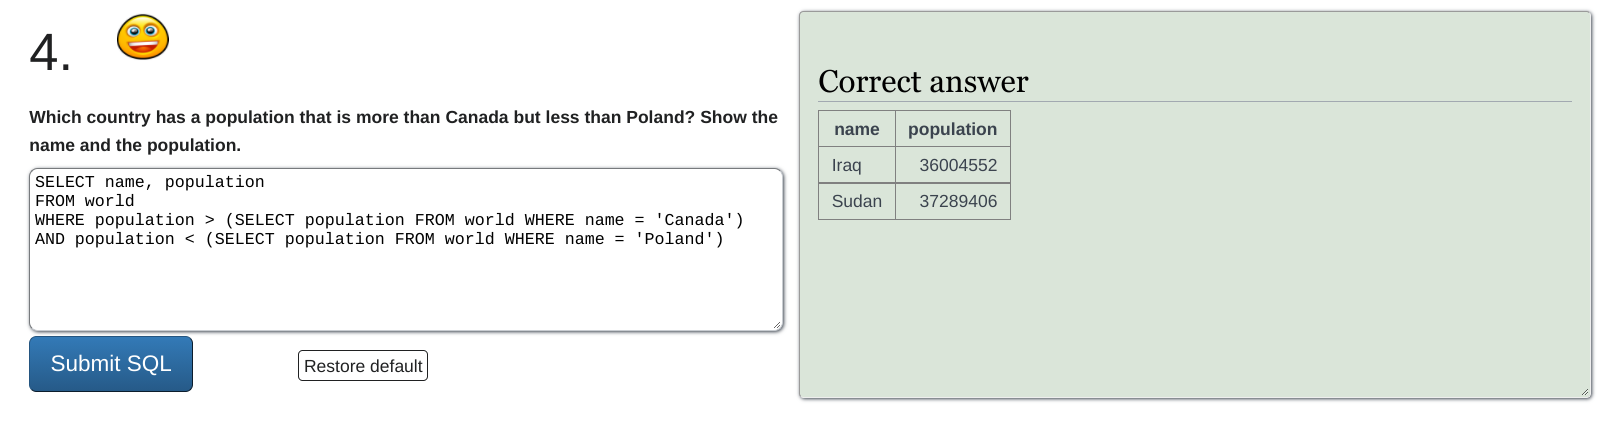 4.
Which country has a population that is more than Canada but less than Poland? Show the
name and the population.
SELECT name, population
FROM world
WHERE population > (SELECT population FROM world WHERE name = 'Canada')
AND population < (SELECT population FROM world WHERE name = 'Poland')
Submit SQL
Restore default
Correct answer
name population
Iraq 36004552
Sudan 37289406